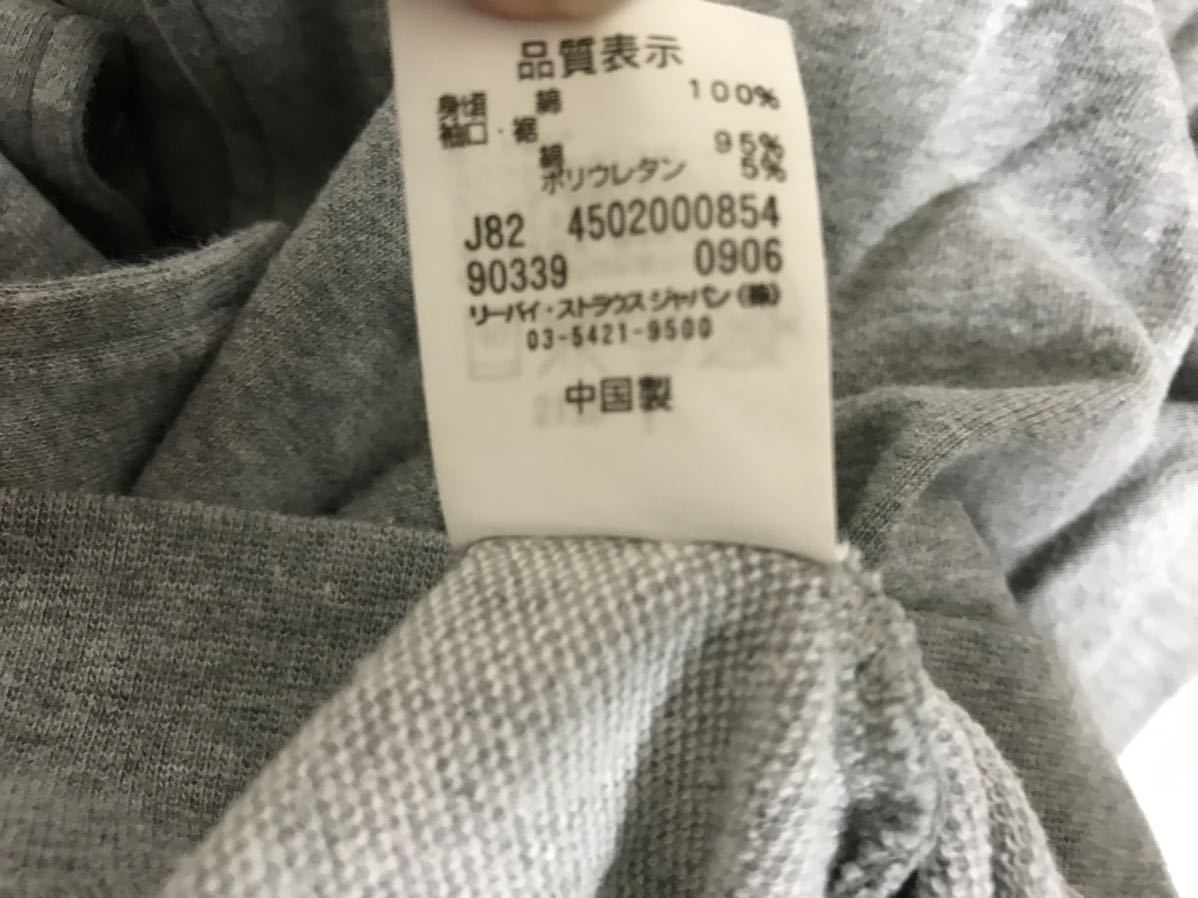 品質表示
身頃 綿 100%
袖口・裾
綿 95%
ポリウレタン 5%
J82 4502000854
90339 0906
リーバイ・ストラウス ジャパン(株)
03-5421-9500
中国製